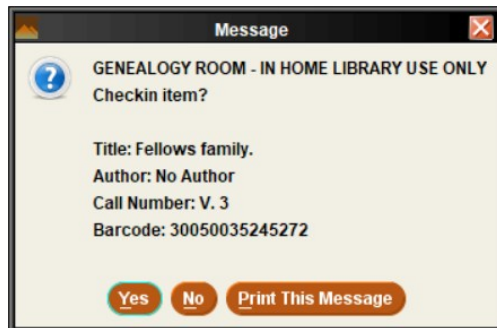 Message
GENEALOGY ROOM - IN HOME LIBRARY USE ONLY
Checkin item?
Title: Fellows family.
Author: No Author
Call Number: V. 3
Barcode: 30050035245272
Yes No Print This Message